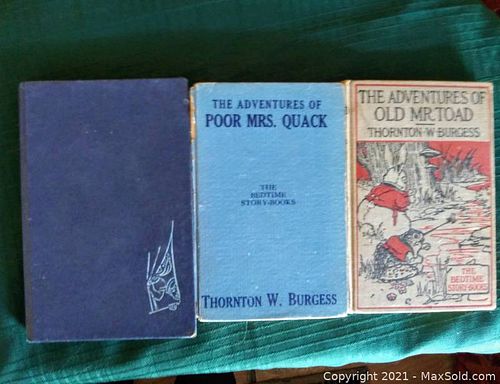 THE ADVENTURES OF
POOR MRS. QUACK
THE
BEDTIME
STORY-BOOKS
THORNTON W. BURGESS
THE ADVENTURES OF
OLD MR. TOAD
THORNTON·W·BURGESS
THE
BEDTIME
STORY-BOOKS
Copyright © 2021 - MaxSold.com